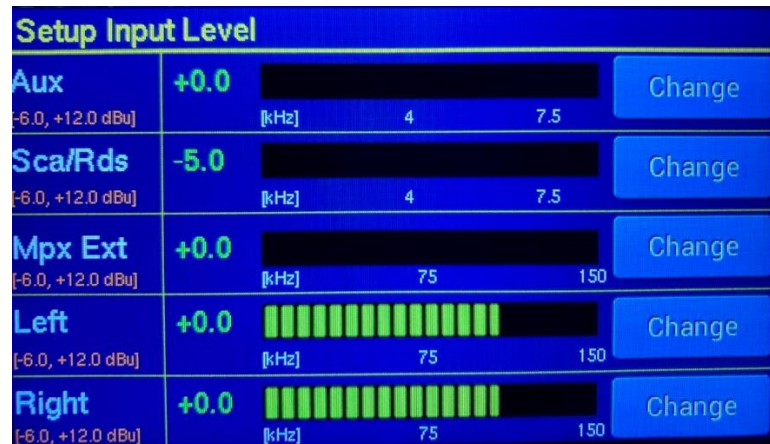 Setup Input Level
Aux +0.0 Change
[-6.0, +12.0 dBu] [kHz] 4 7.5
Sca/Rds -5.0 Change
[-6.0, +12.0 dBu] [kHz] 4 7.5
Mpx Ext +0.0 Change
[-6.0, +12.0 dBu] [kHz] 75 150
Left +0.0 Change
[-6.0, +12.0 dBu] [kHz] 75 150
Right +0.0 Change
[-6.0, +12.0 dBu] [kHz] 75 150